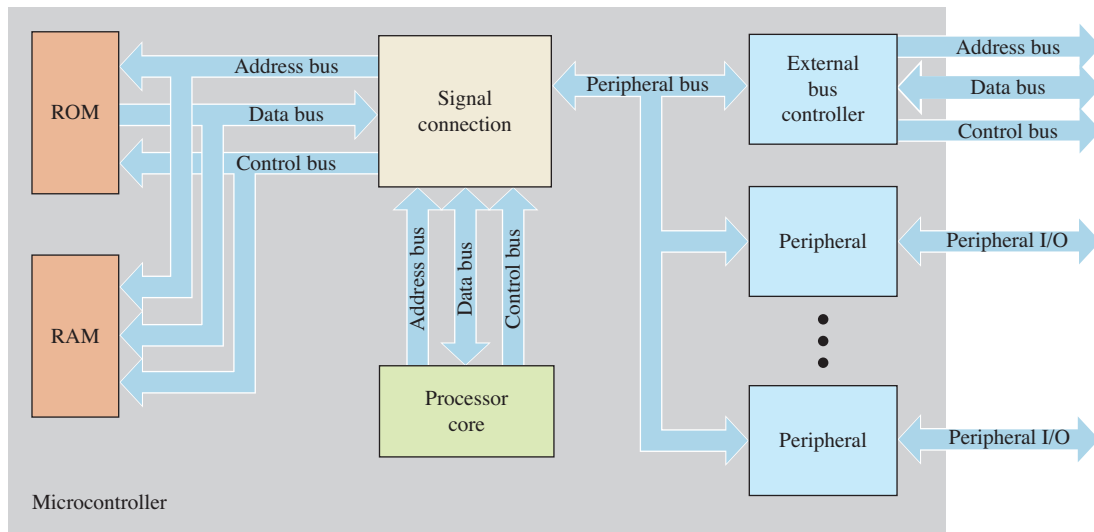 ROM
Address bus
Data bus
Control bus
Signal
connection
Peripheral bus
External
bus
controller
Address bus
Data bus
Control bus
Peripheral
Peripheral I/O
RAM
Address bus
Data bus
Control bus
Processor
core
Peripheral
Peripheral I/O
Microcontroller